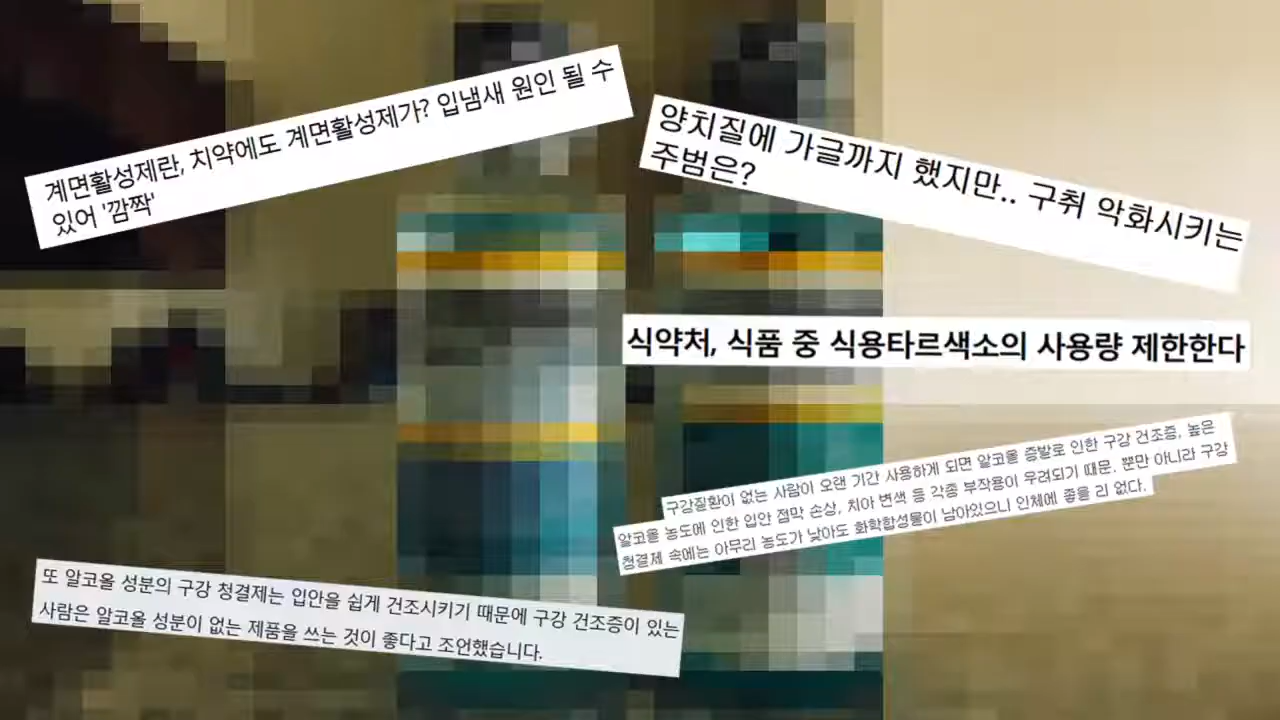 계면활성제란, 치약에도 계면활성제가? 입냄새 원인 될 수
있어 '깜짝'
양치질에 가글까지 했지만.. 구취 악화시키는
주범은?
식약처, 식품 중 식용타르색소의 사용량 제한한다
구강질환이 없는 사람이 오랜 기간 사용하게 되면 알코올 증발로 인한 구강 건조증, 높은
알코올 농도에 인한 입안 점막 손상, 치아 변색 등 각종 부작용이 우려되기 때문. 뿐만 아니라 구강
청결제 속에는 아무리 농도가 낮아도 화학합성물이 남아있으니 인체에 좋을 리 없다.
또 알코올 성분의 구강 청결제는 입안을 쉽게 건조시키기 때문에 구강 건조증이 있는
사람은 알코올 성분이 없는 제품을 쓰는 것이 좋다고 조언했습니다.